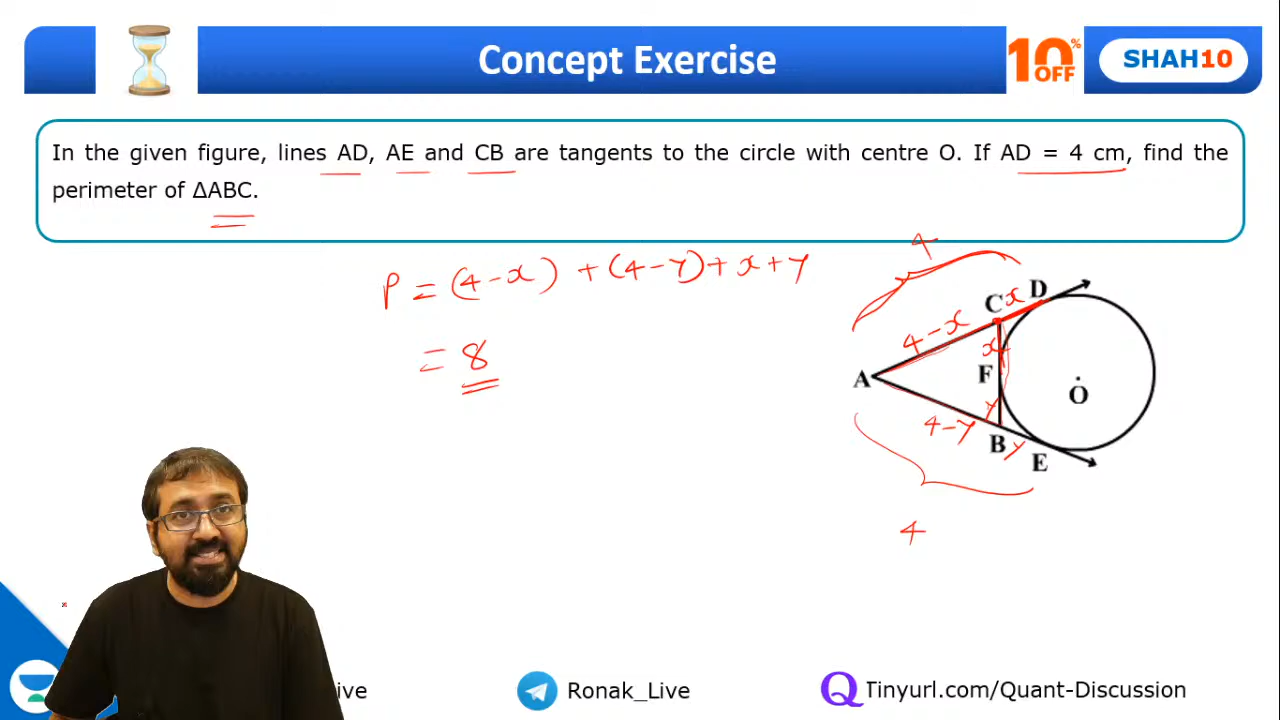 Concept Exercise
10% OFF
SHAH10
In the given figure, lines AD, AE and CB are tangents to the circle with centre O. If AD = 4 cm, find the
perimeter of ΔABC.
P = (4-x) + (4-y) + x + y
= 8
4
C x D
4-x
x
A
F
O
y
4-y
B y E
4
ive
Ronak_Live
Tinyurl.com/Quant-Discussion